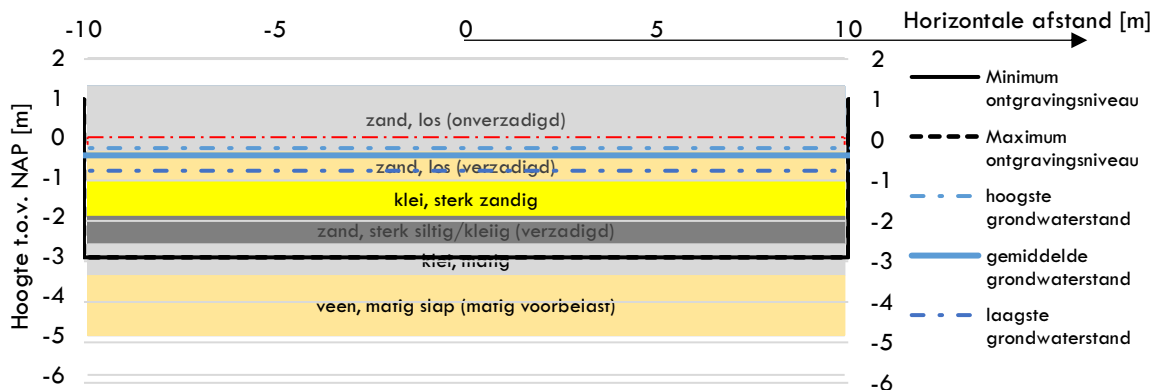 Horizontale afstand [m]
-10 -5 0 5 10
Hoogte t.o.v. NAP [m]
2 2
1 1
0 0
-1 -1
-2 -2
-3 -3
-4 -4
-5 -5
-6 -6
zand, los (onverzadigd)
zand, los (verzadigd)
klei, sterk zandig
zand, sterk siltig/kleiig (verzadigd)
klei, matig
veen, matig slap (matig voorbelast)
Minimum
ontgravingsniveau
Maximum
ontgravingsniveau
hoogste
grondwaterstand
gemiddelde
grondwaterstand
laagste
grondwaterstand